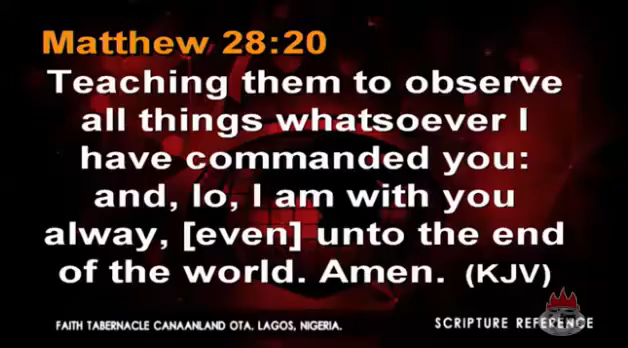 Matthew 28:20
Teaching them to observe
all things whatsoever I
have commanded you:
and, lo, I am with you
alway, [even] unto the end
of the world. Amen. (KJV)
FAITH TABERNACLE CANAANLAND OTA. LAGOS, NIGERIA.
SCRIPTURE REFERENCE